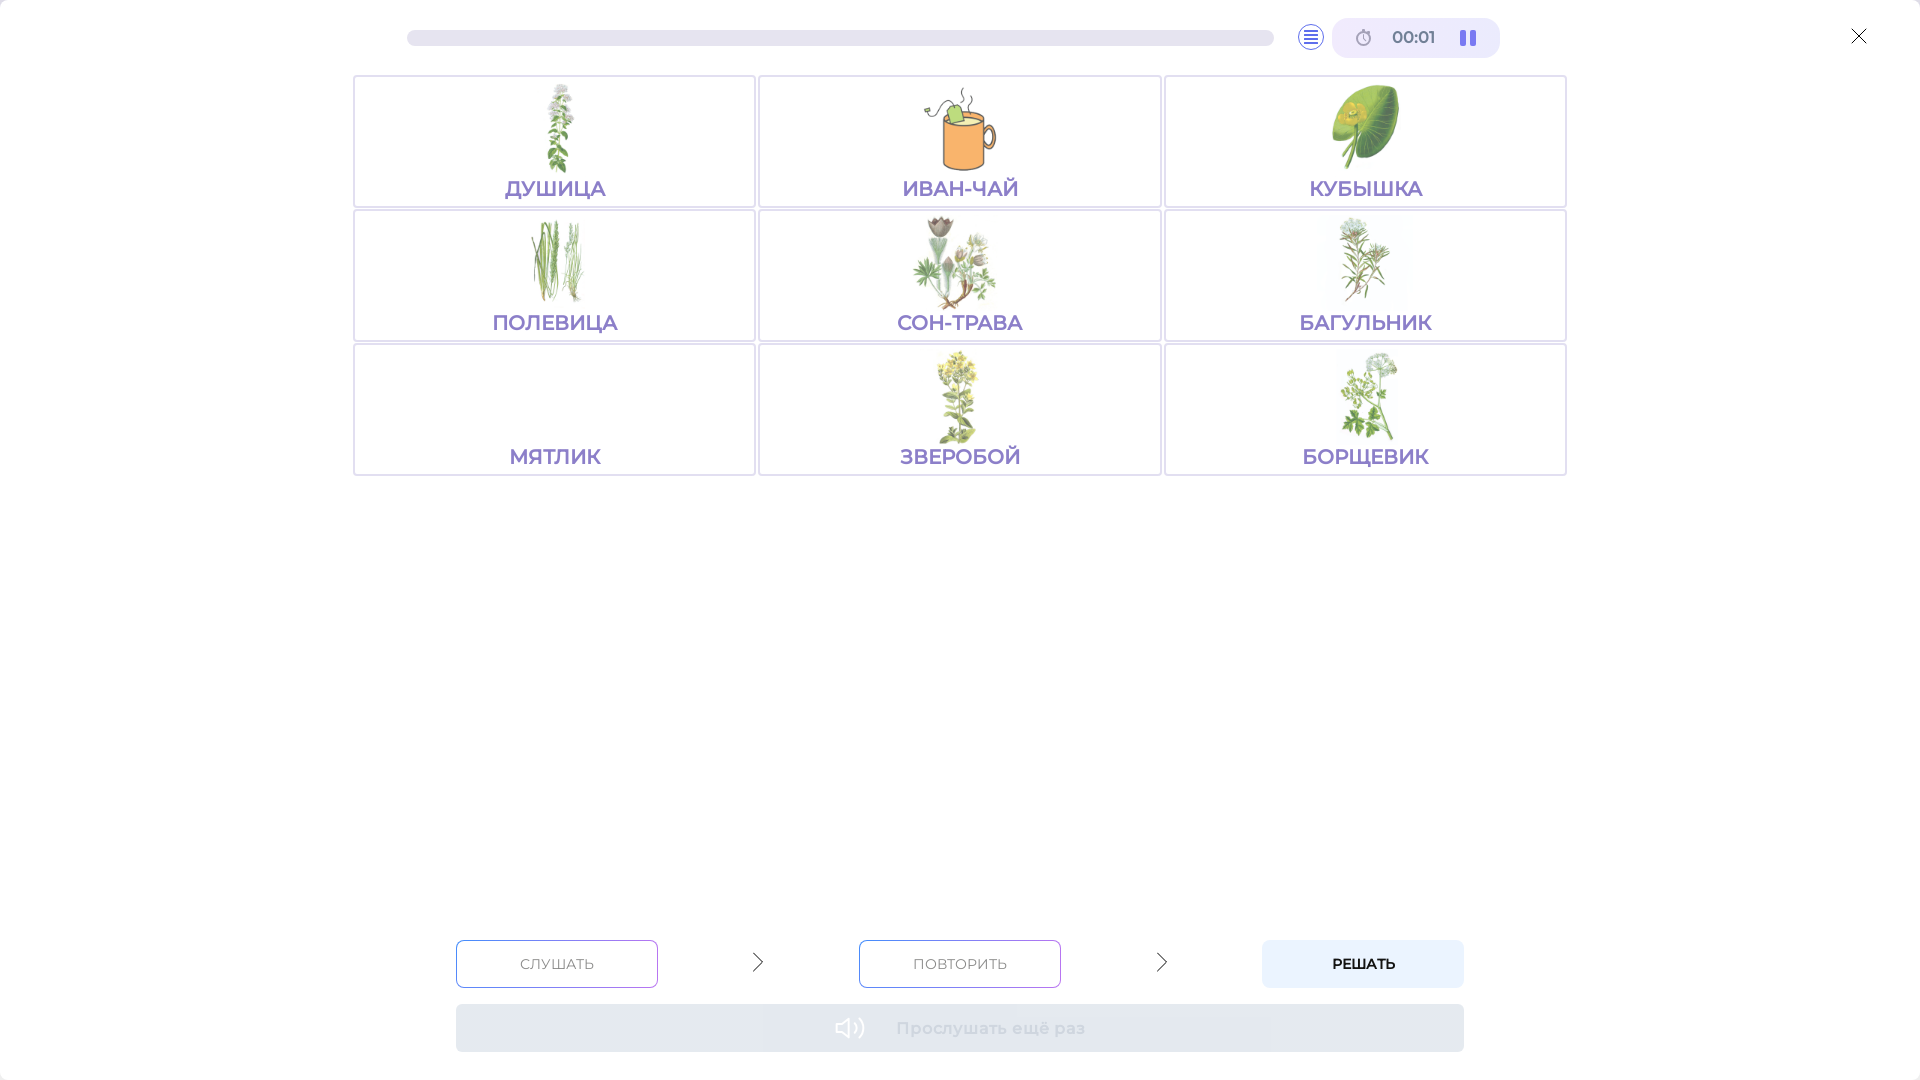 00:01
ДУШИЦА
ИВАН-ЧАЙ
КУБЫШКА
ПОЛЕВИЦА
СОН-ТРАВА
БАГУЛЬНИК
МЯТЛИК
ЗВЕРОБОЙ
БОРЩЕВИК
СЛУШАТЬ
ПОВТОРИТЬ
РЕШАТЬ
Прослушать ещё раз